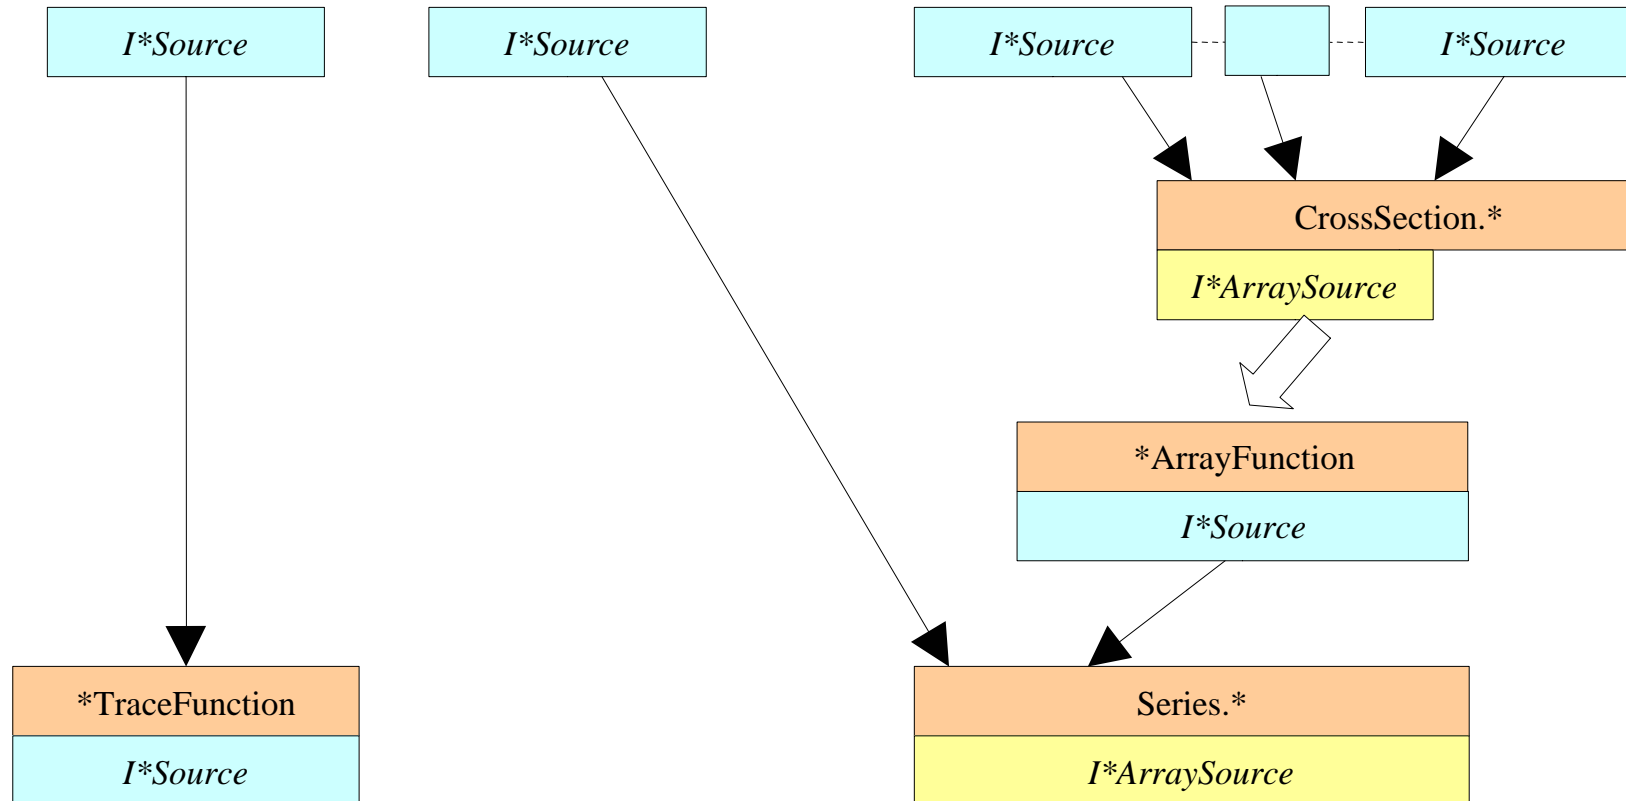 I*Source
I*Source
I*Source
I*Source
CrossSection.*
I*ArraySource
*ArrayFunction
I*Source
*TraceFunction
I*Source
Series.*
I*ArraySource